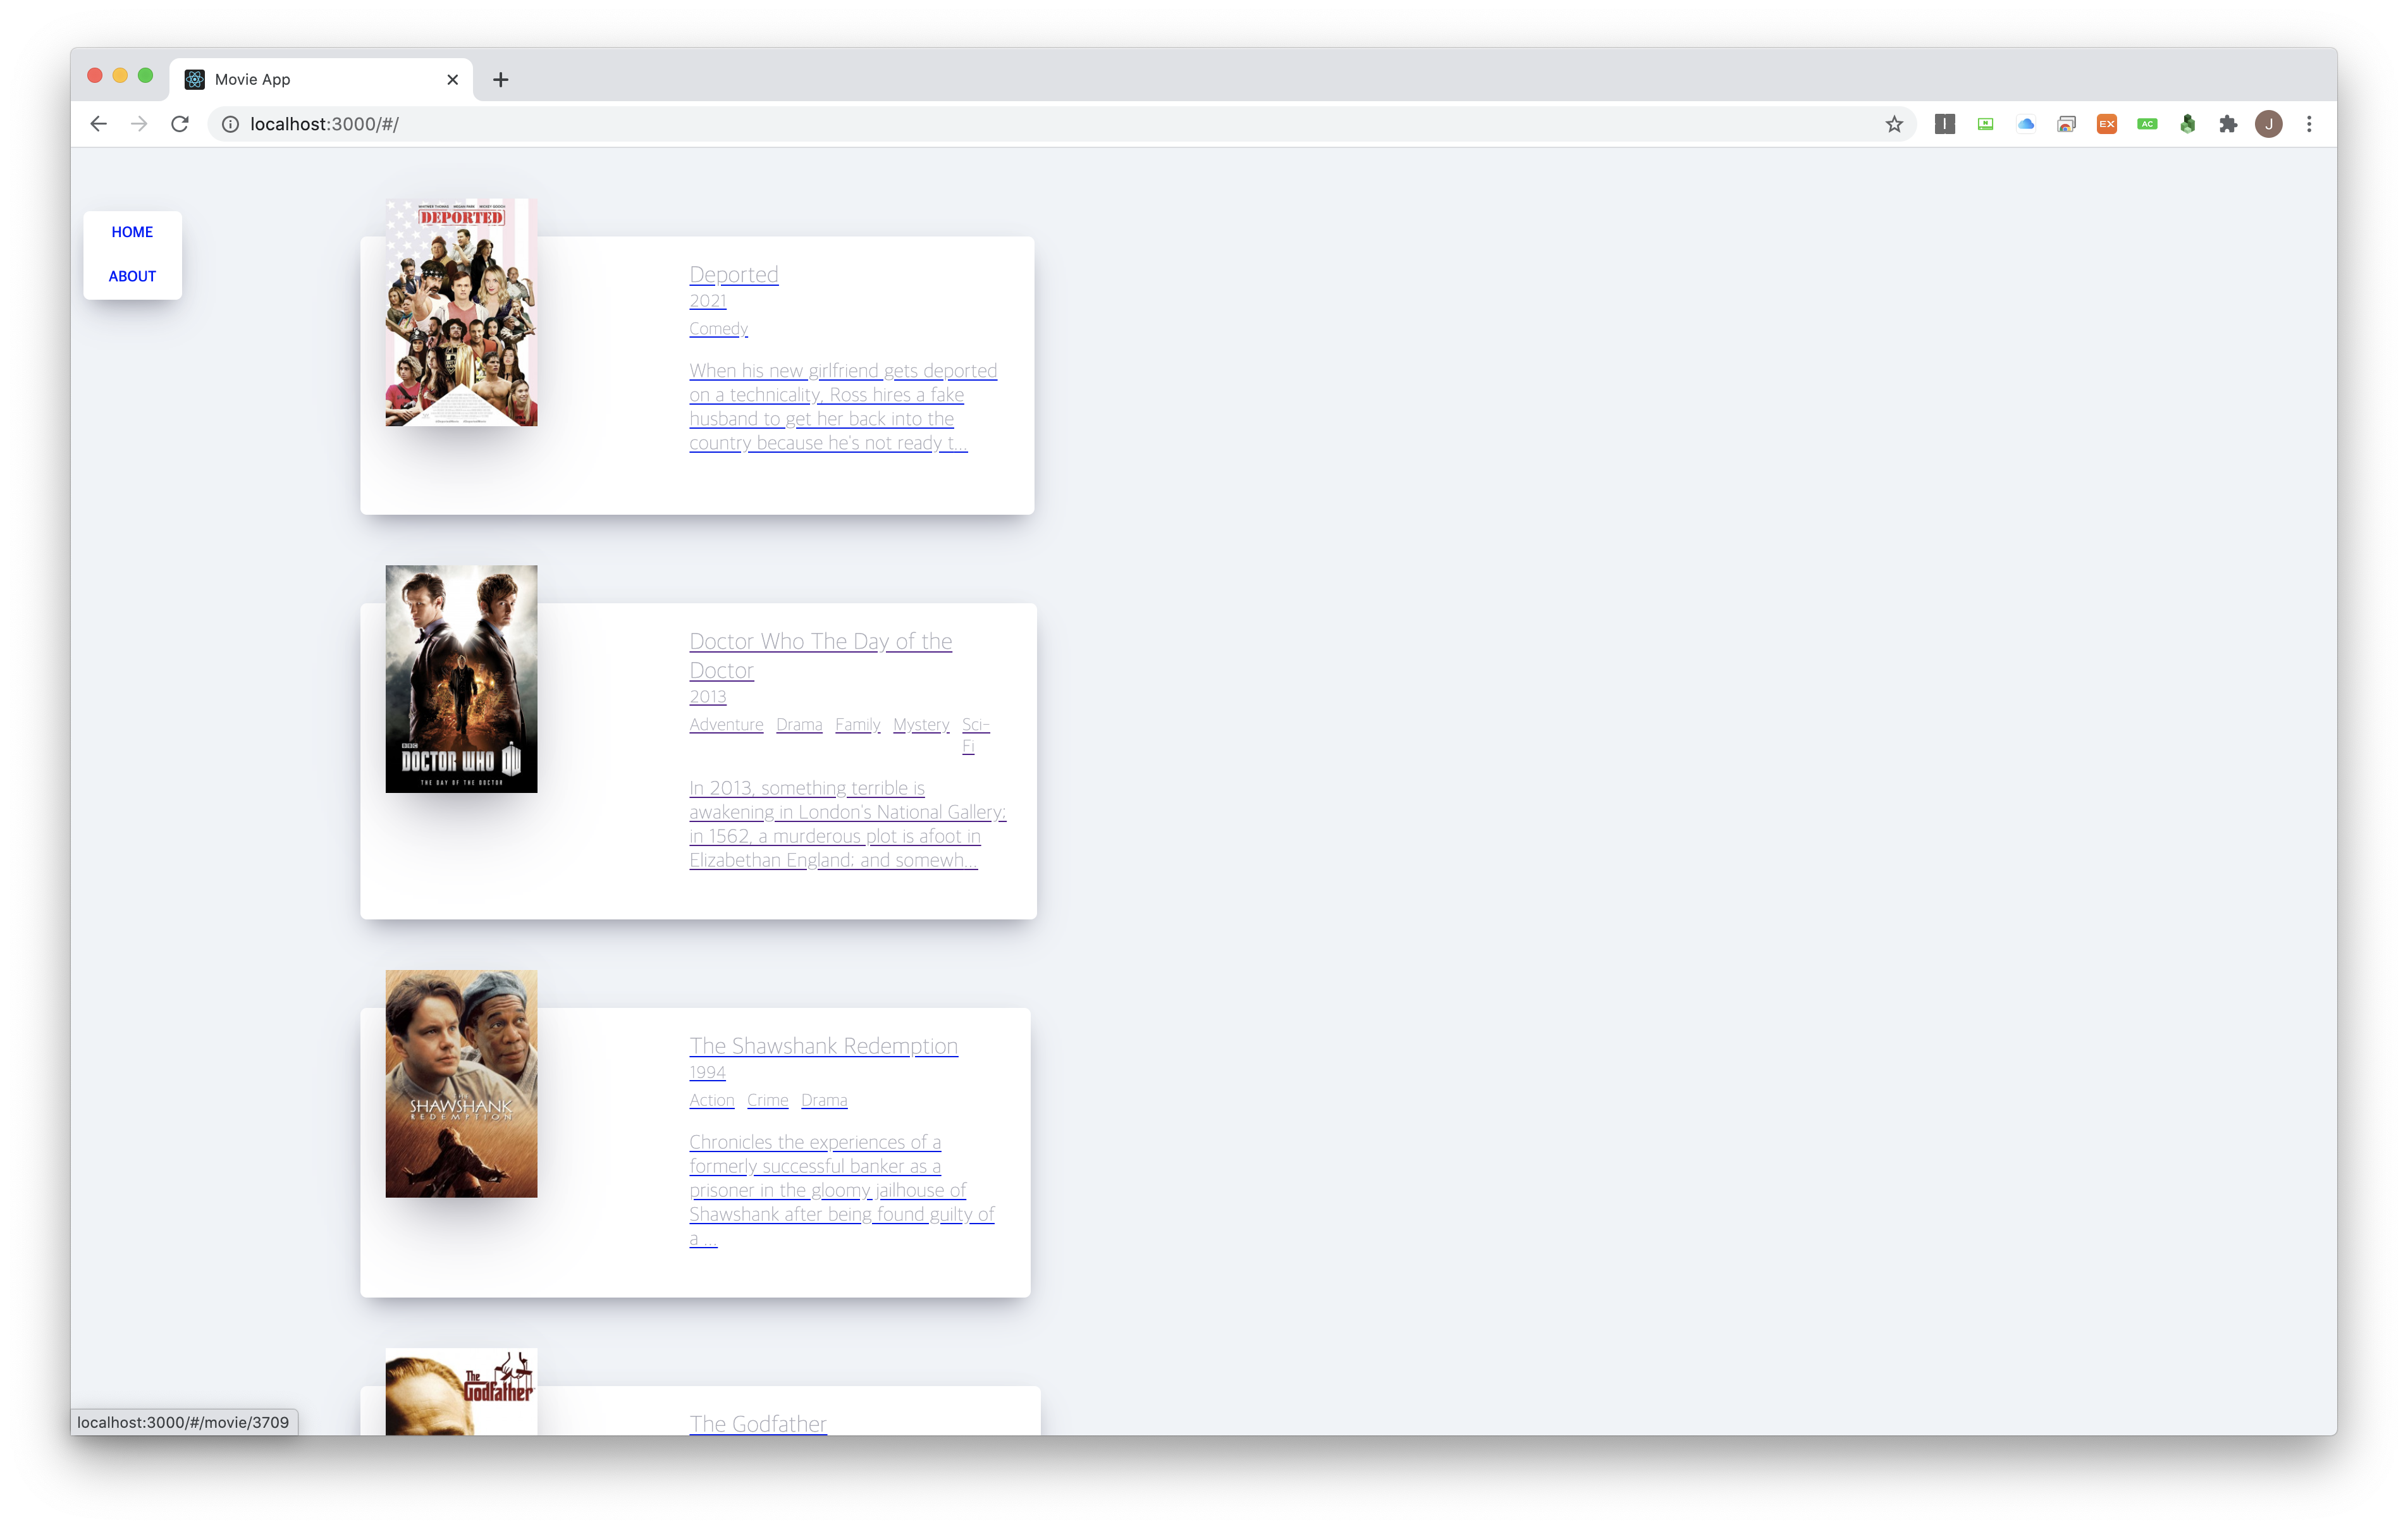 Movie App
localhost:3000/#/
EX
AC
J
HOME
ABOUT
DEPORTED
Deported
2021
Comedy
When his new girlfriend gets deported
on a technicality, Ross hires a fake
husband to get her back into the
country because he's not ready t...
BBC
DOCTOR WHO
THE DAY OF THE DOCTOR
Doctor Who The Day of the
Doctor
2013
Adventure Drama Family Mystery Sci-
Fi
In 2013, something terrible is
awakening in London's National Gallery;
in 1562, a murderous plot is afoot in
Elizabethan England; and somewh...
THE
SHAWSHANK
REDEMPTION
The Shawshank Redemption
1994
Action Crime Drama
Chronicles the experiences of a
formerly successful banker as a
prisoner in the gloomy jailhouse of
Shawshank after being found guilty of
a ...
The
Godfather
The Godfather
localhost:3000/#/movie/3709